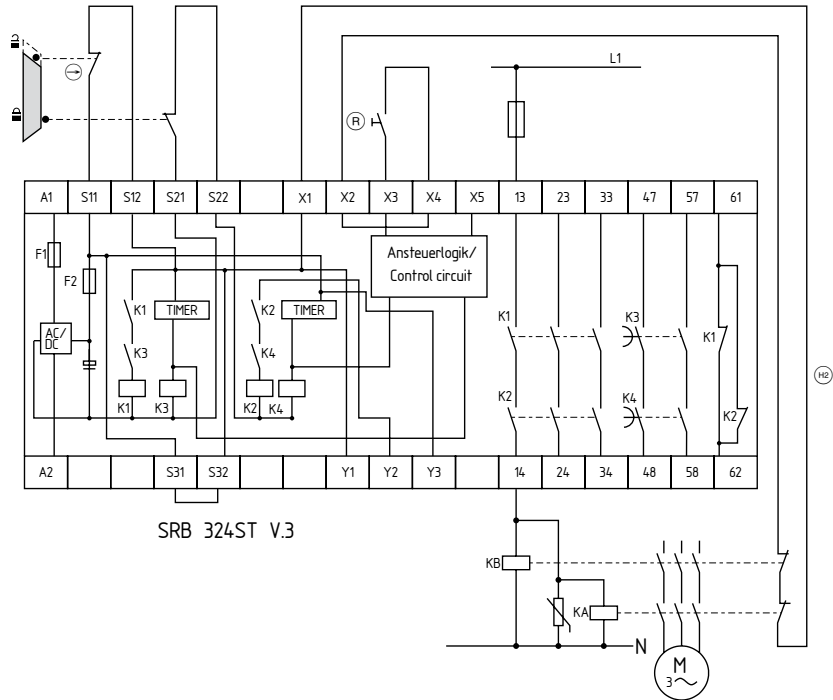 L1
R
A1 S11 S12 S21 S22 X1 X2 X3 X4 X5 13 23 33 47 57 61
Ansteuerlogik/
Control circuit
F1
F2
K1 TIMER K2 TIMER
K1 K3 K1
AC/
DC
K3 K4
K1 K3 K2 K4
K2 K4 K2
A2 S31 S32 Y1 Y2 Y3 14 24 34 48 58 62
H2
SRB 324ST V.3
KB
KA
N
M
3~